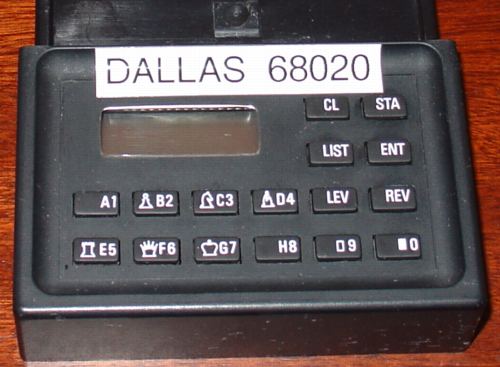 DALLAS 68020
CL STA
LIST ENT
A1 B2 C3 D4 LEV REV
E5 F6 G7 H8 9 0